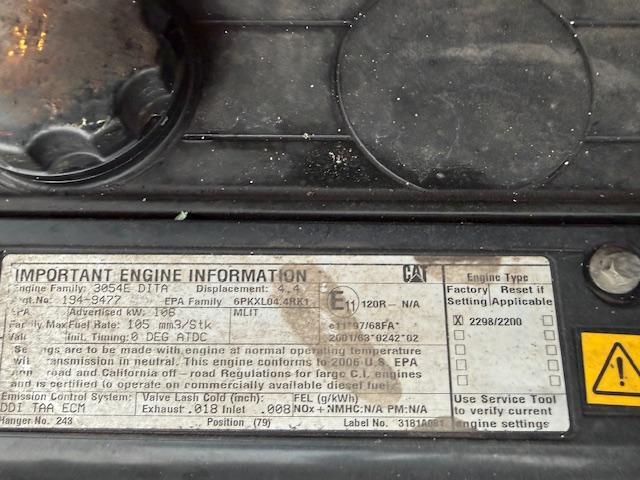 IMPORTANT ENGINE INFORMATION CAT
Engine Family: 3054E DITA Displacement: 4.4
194-9477 EPA Family 6PKXL04.4RK1
E11 120R– N/A
Advertised kW: 106 MLIT
Max Fuel Rate: 105 mm3/Stk e11*97/68FA*
Init. Timing: 0 DEG ATDC 2001/63*0242*02
are to be made with engine at normal operating temperature
in neutral. This engine conforms to 2006 U.S. EPA
road and California off - road Regulations for large C.I. engines
and is certified to operate on commercially available diesel fuel
Emission Control System: Valve Lash Cold (inch): FEL (g/kWh)
DDI TAA ECM Exhaust .018 Inlet .008 NOx + NMHC: N/A PM: N/A
Hanger No. 243 Position (79) Label No. 3181A081
Engine Type
Factory Reset if
Setting Applicable
X 2298/2200
Use Service Tool
to verify current
engine settings